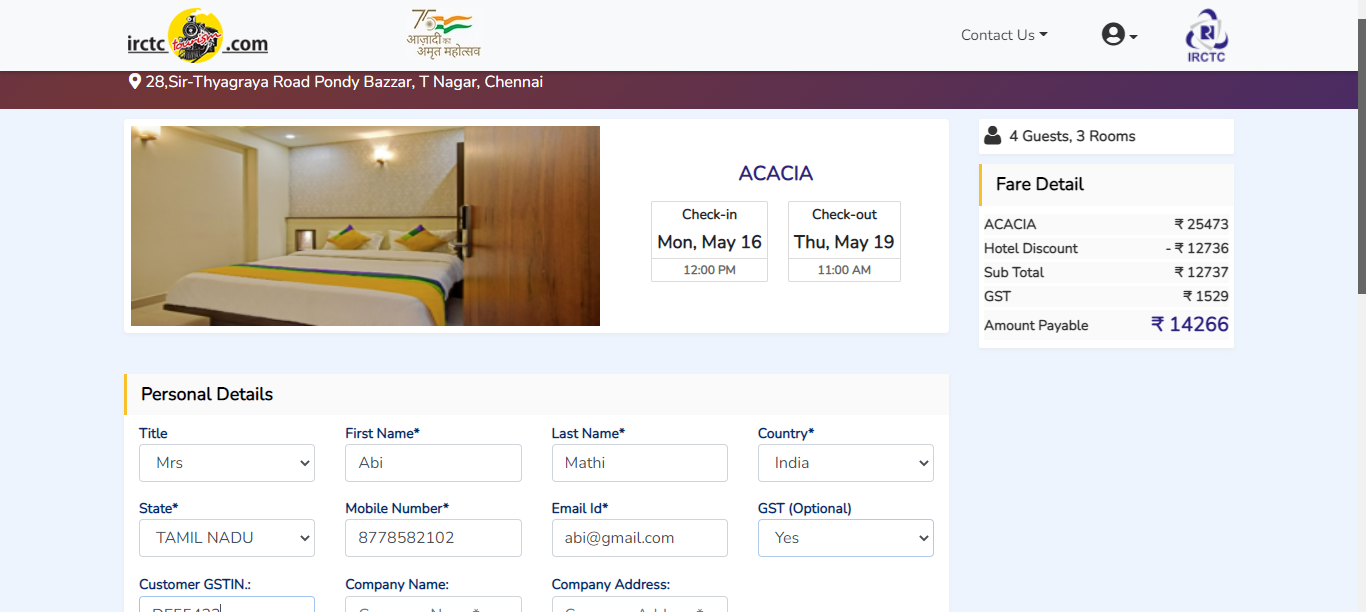 irctc tourism .com
75
आज़ादी का
अमृत महोत्सव
Contact Us
IRCTC
28,Sir-Thyagraya Road Pondy Bazzar, T Nagar, Chennai
ACACIA
Check-in
Mon, May 16
12:00 PM
Check-out
Thu, May 19
11:00 AM
4 Guests, 3 Rooms
Fare Detail
ACACIA ₹ 25473
Hotel Discount - ₹ 12736
Sub Total ₹ 12737
GST ₹ 1529
Amount Payable ₹ 14266
Personal Details
Title First Name* Last Name* Country*
Mrs Abi Mathi India
State* Mobile Number* Email Id* GST (Optional)
TAMIL NADU 8778582102 abi@gmail.com Yes
Customer GSTIN.: Company Name: Company Address: